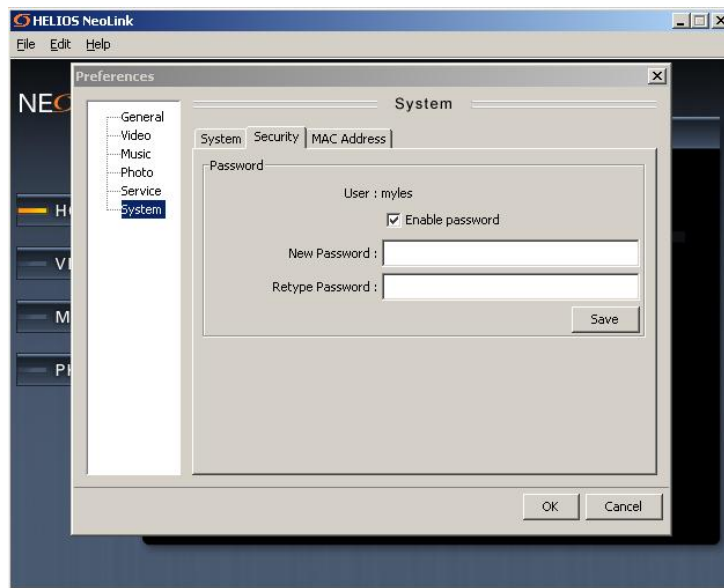 HELIOS NeoLink
File Edit Help
Preferences
System
General
Video
Music
Photo
Service
System
System Security MAC Address
Password
User : myles
Enable password
New Password :
Retype Password :
Save
OK Cancel